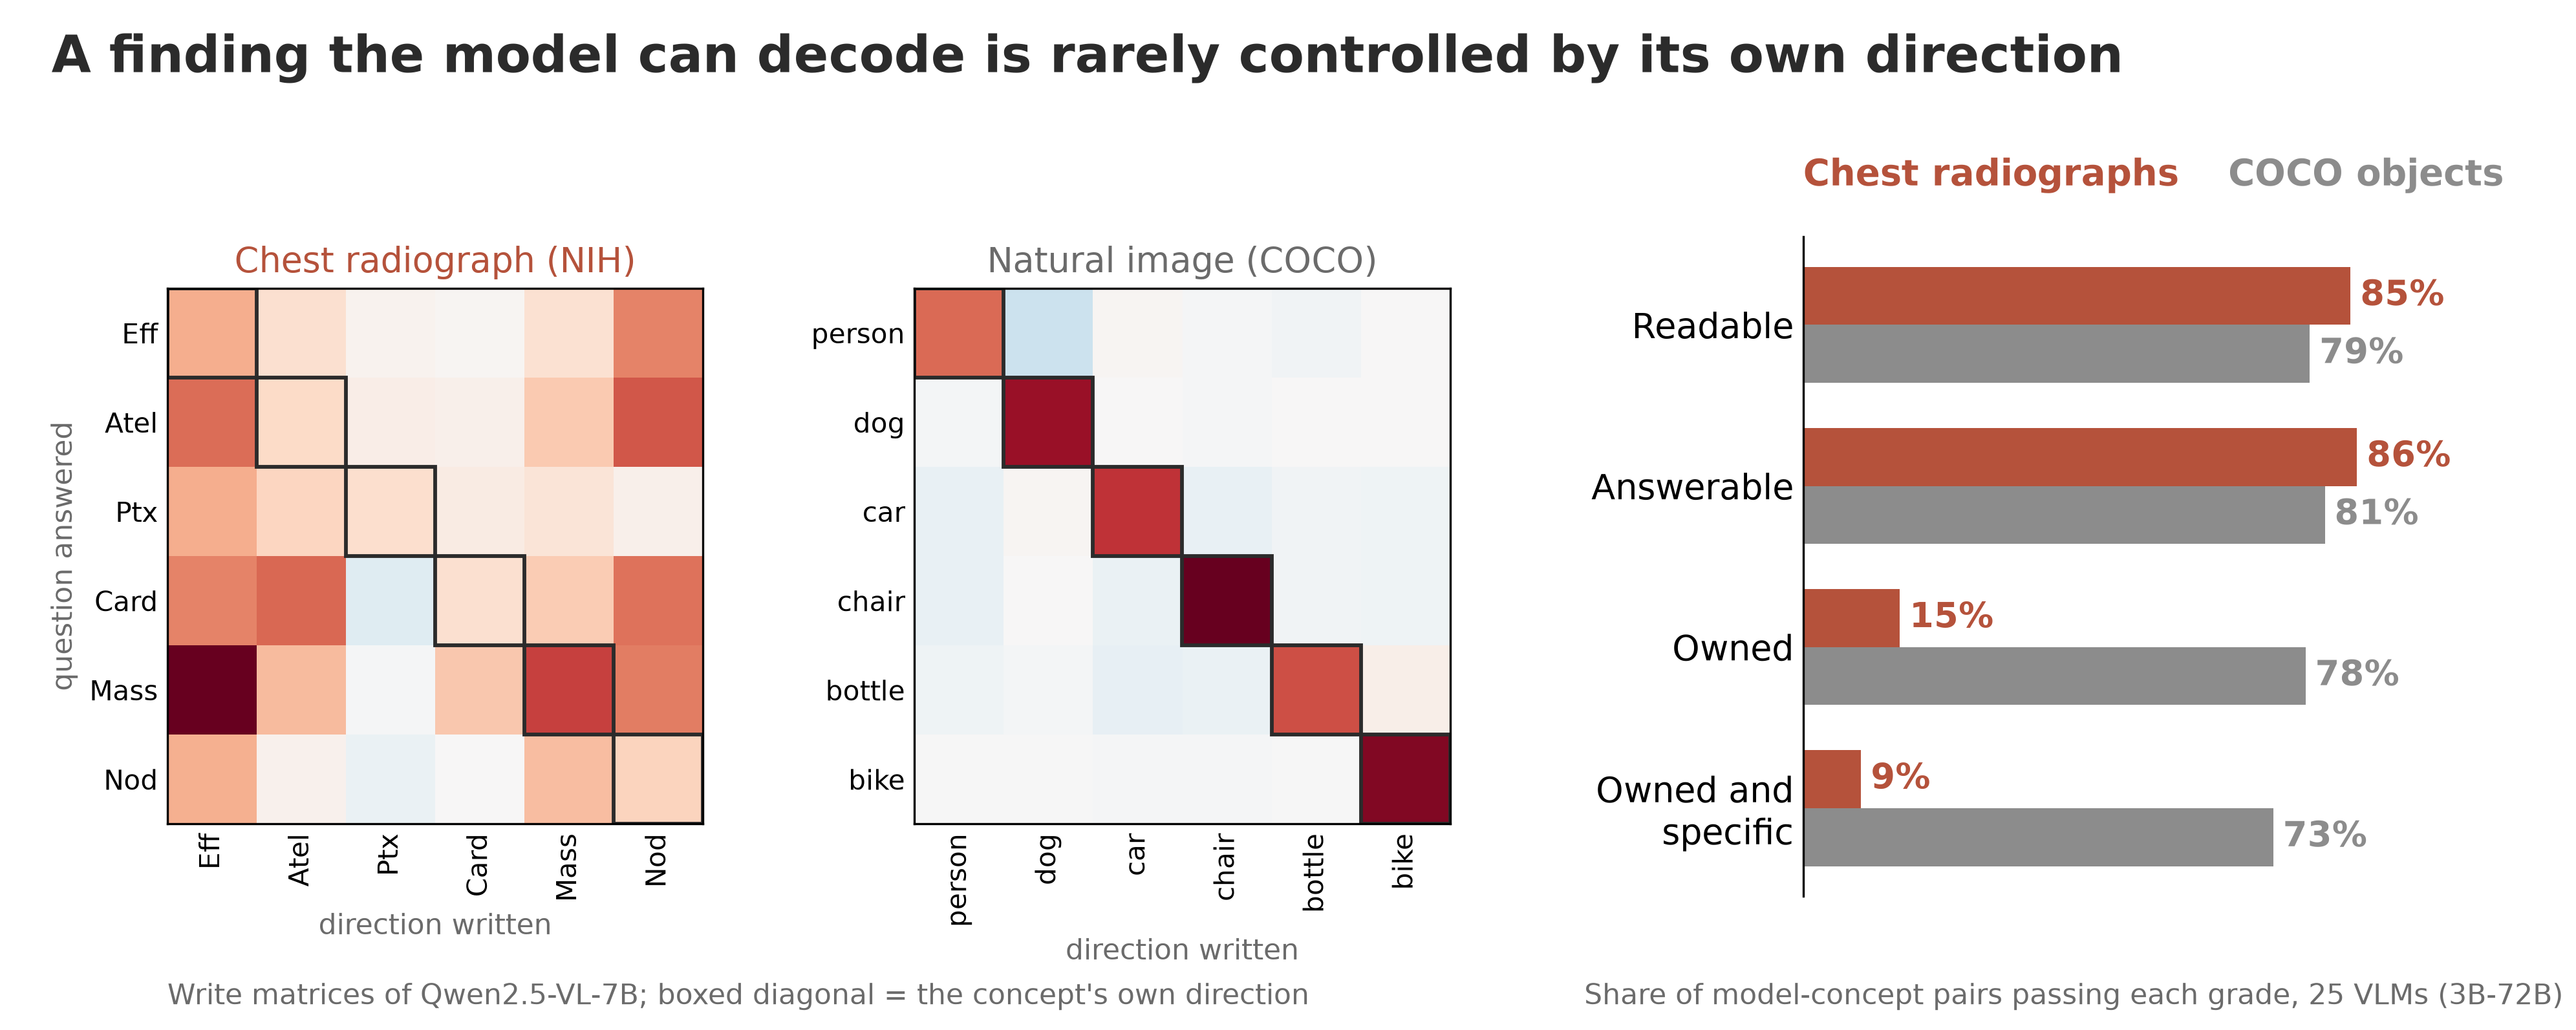 A finding the model can decode is rarely controlled by its own direction
Chest radiograph (NIH)
question answered
Eff
Atel
Ptx
Card
Mass
Nod
Eff
Atel
Ptx
Card
Mass
Nod
direction written
Natural image (COCO)
person
dog
car
chair
bottle
bike
person
dog
car
chair
bottle
bike
direction written
Write matrices of Qwen2.5-VL-7B; boxed diagonal = the concept's own direction
Chest radiographs COCO objects
Readable
85%
79%
Answerable
86%
81%
Owned
15%
78%
Owned and
specific
9%
73%
Share of model-concept pairs passing each grade, 25 VLMs (3B-72B)